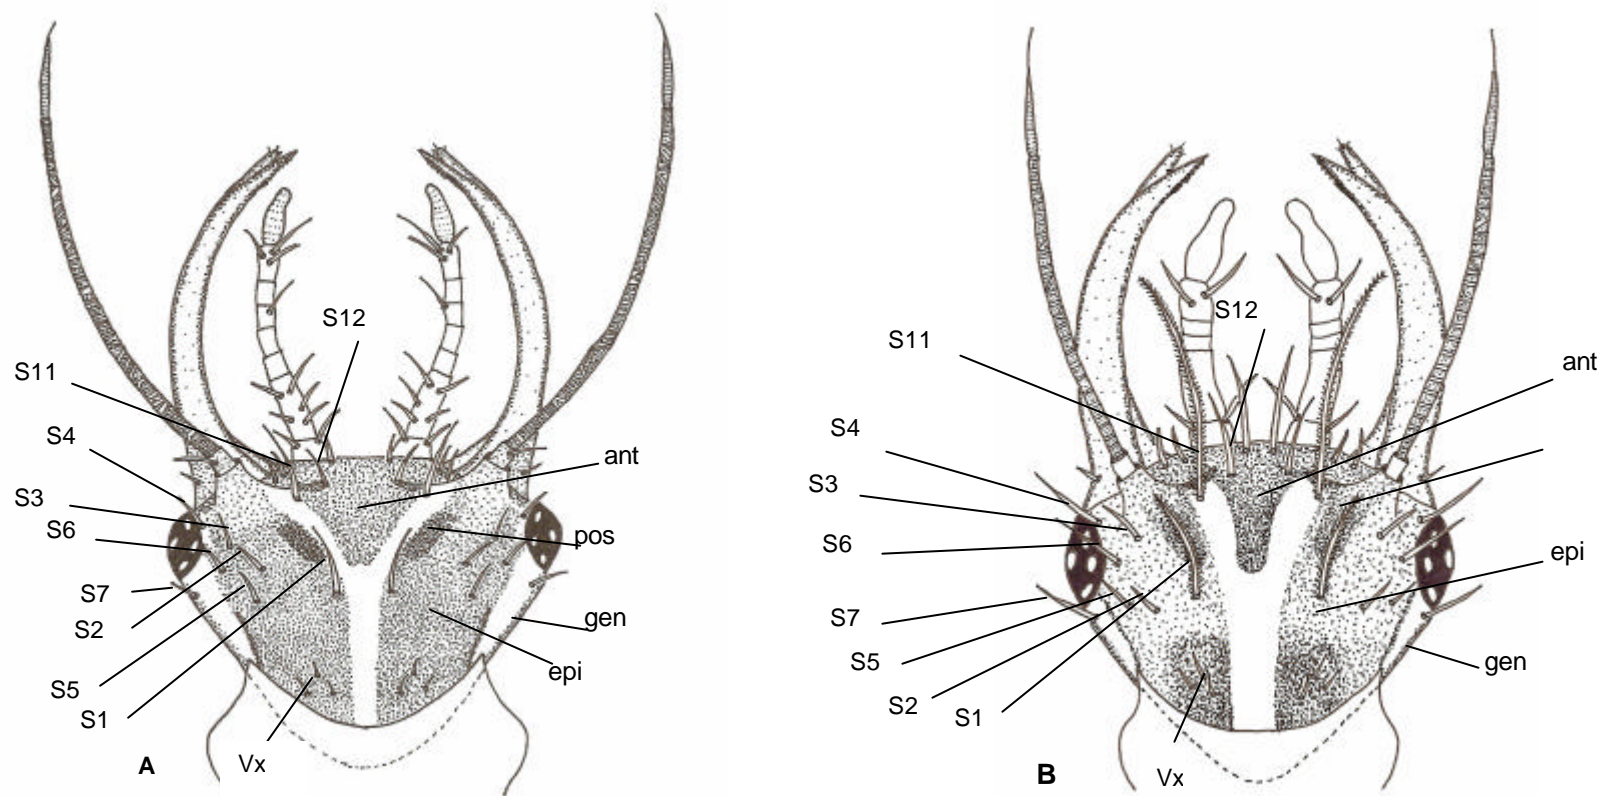 S12
S11
S4
S3
S6
S7
S2
S5
S1
Vx
ant
pos
gen
epi
A
S12
S11
S4
S3
S6
S7
S5
S2
S1
Vx
ant
epi
gen
B